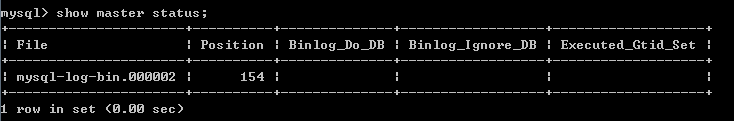 mysql> show master status;
+----------------------+----------+--------------+------------------+-------------------+
¦ File                 ¦ Position ¦ Binlog_Do_DB ¦ Binlog_Ignore_DB ¦ Executed_Gtid_Set ¦
+----------------------+----------+--------------+------------------+-------------------+
¦ mysql-log-bin.000002 ¦      154 ¦              ¦                  ¦                   ¦
+----------------------+----------+--------------+------------------+-------------------+
1 row in set (0.00 sec)